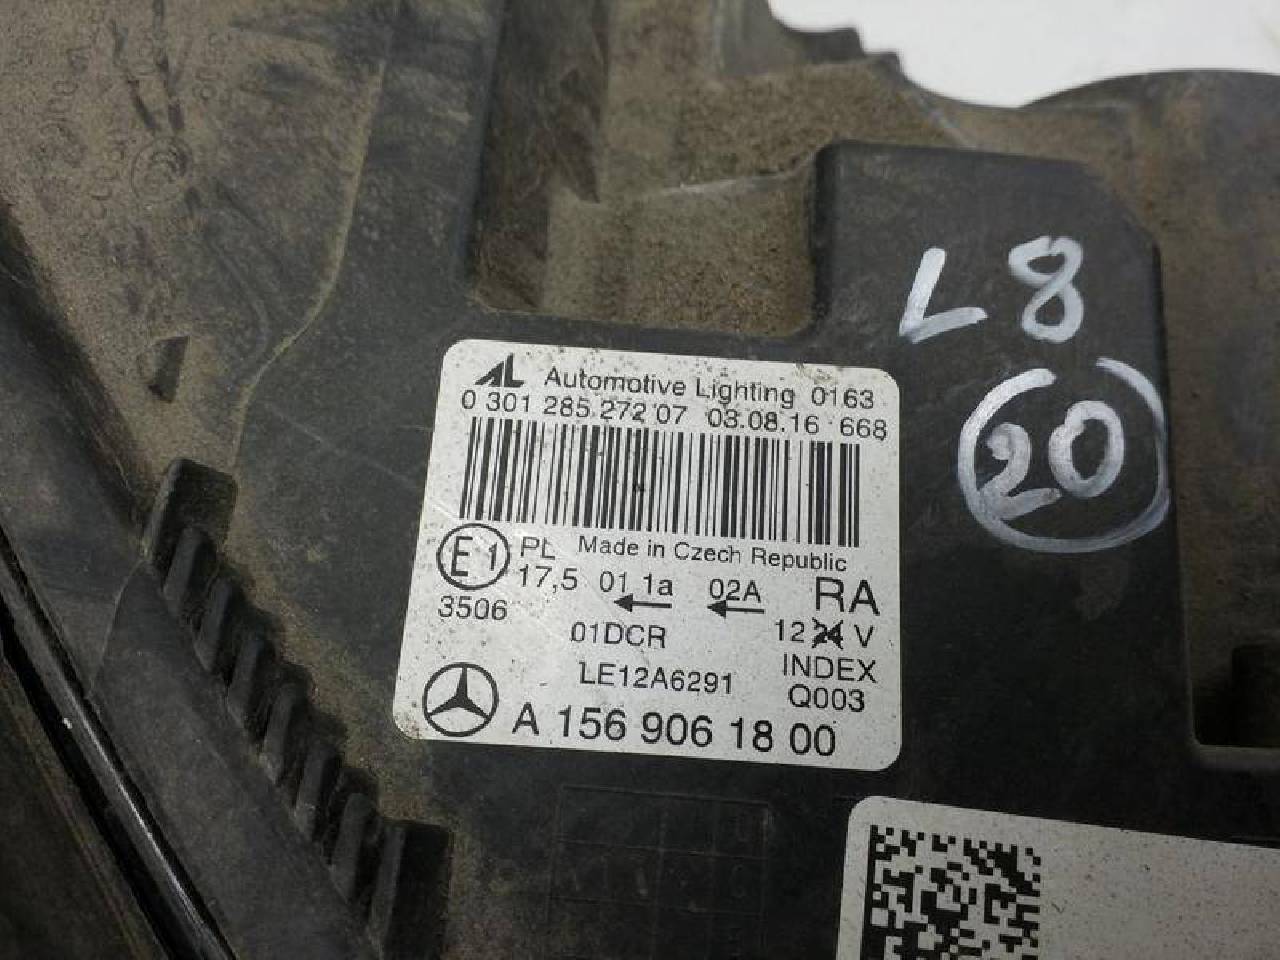 L8
20
AL Automotive Lighting 0163
0 301 285 272 07 03.08.16 668
E1 PL Made in Czech Republic
17,5 01 1a 02A RA
3506
01DCR 12 24 V
LE12A6291 INDEX
Q003
A 156 906 18 00